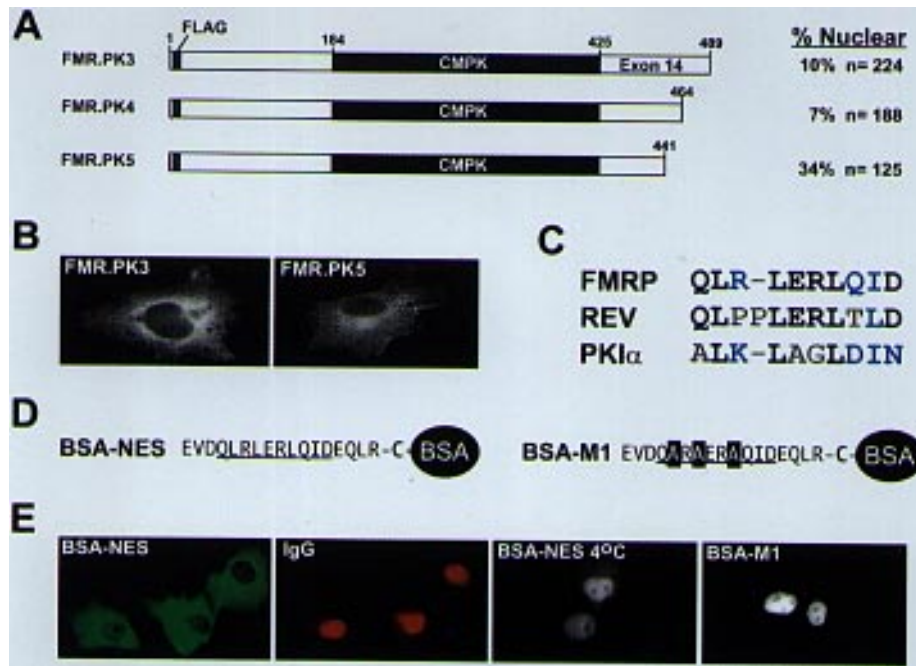 A
FLAG
1 184 425 489
% Nuclear
FMR.PK3 CMPK Exon 14 10% n= 224
464
FMR.PK4 CMPK 7% n= 188
441
FMR.PK5 CMPK 34% n= 125
B
FMR.PK3 FMR.PK5
C
FMRP QLR-LERLQID
REV QLPPLERLTLD
PKIα ALK-LAGLDIN
D
BSA-NES EVDQLRLERLQIDEQLR-C-BSA
BSA-M1 EVDQARAERAQIDEQLR-C-BSA
E
BSA-NES IgG BSA-NES 4ºC BSA-M1